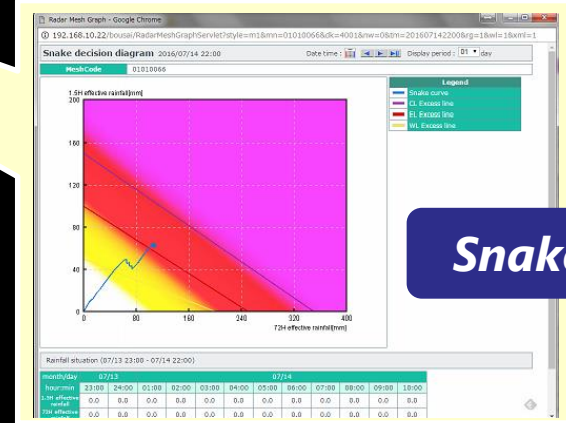 Radar Mesh Graph - Google Chrome
192.168.10.22/bousai/RadarMeshGraphServlet?style=m1&mn=01010066&dk=4001&nw=0&tm=201607142200&rg=1&wl=1&xml=1
Snake decision diagram 2016/07/14 22:00 Date time : Display period : 01 day
MeshCode 01010066
Legend
Snake curve
CL Excess line
EL Excess line
WL Excess line
1.5H effective rainfall[mm]
200
160
120
80
40
0
0 80 160 240 320 400
72H effective rainfall[mm]
Snake
Rainfall situation (07/13 23:00 - 07/14 22:00)
month/day 07/13 07/14
hour:min 23:00 24:00 01:00 02:00 03:00 04:00 05:00 06:00 07:00 08:00 09:00 10:00
1.5H effective rainfall 0.0 0.0 0.0 0.0 0.0 0.0 0.0 0.0 0.0 0.0 0.0 0.0
72H effective 0.0 0.0 0.0 0.0 0.0 0.0 0.0 0.0 0.0 0.0 0.0 0.0